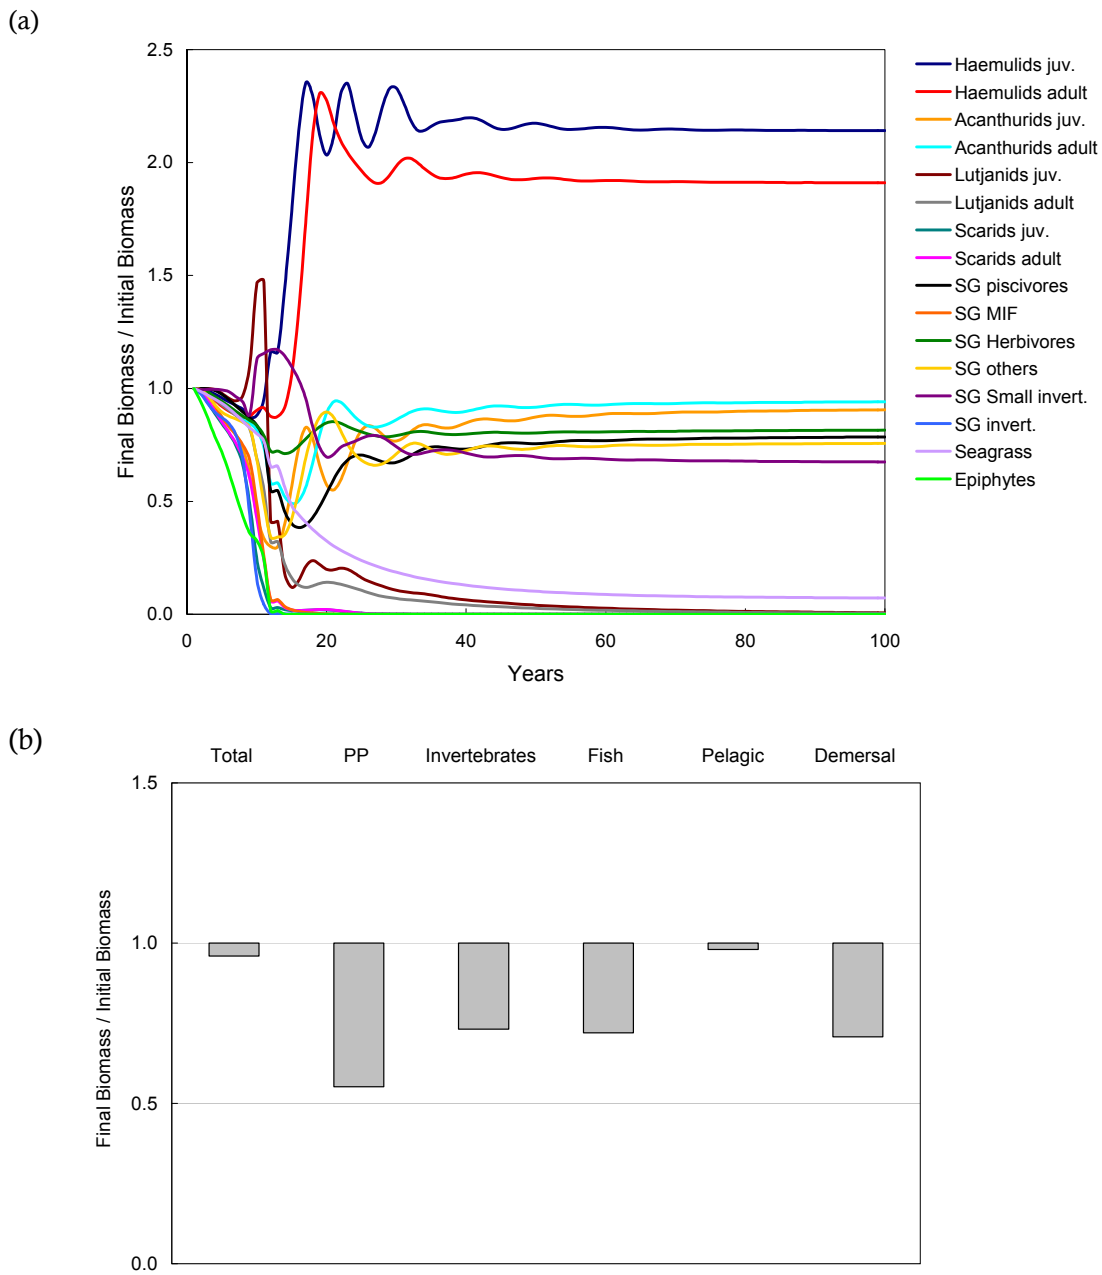 (a)
2.5
2.0
1.5
1.0
0.5
0.0
Final Biomass / Initial Biomass
0 20 40 60 80 100
Years
Haemulids juv.
Haemulids adult
Acanthurids juv.
Acanthurids adult
Lutjanids juv.
Lutjanids adult
Scarids juv.
Scarids adult
SG piscivores
SG MIF
SG Herbivores
SG others
SG Small invert.
SG invert.
Seagrass
Epiphytes
(b)
Total PP Invertebrates Fish Pelagic Demersal
1.5
1.0
0.5
0.0
Final Biomass / Initial Biomass